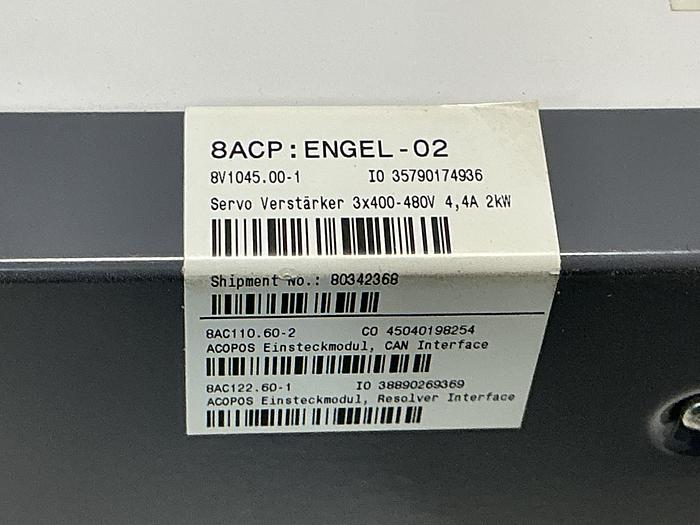 8ACP:ENGEL-02
8V1045.00-1 IO 35790174936
Servo Verstärker 3x400-480V 4,4A 2kW
Shipment No.: 80342368
8AC110.60-2 CO 45040198254
ACOPOS Einsteckmodul, CAN Interface
8AC122.60-1 IO 38890269369
ACOPOS Einsteckmodul, Resolver Interface